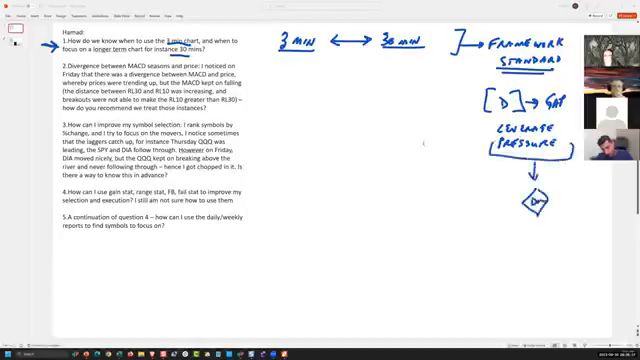 Hamad:
1.How do we know when to use the 3 min chart, and when to
focus on a longer term chart for instance 30 mins?
2.Divergence between MACD seasons and price: I noticed on
Friday that there was a divergence between MACD and price,
whereby prices were trending up, but the MACD kept on falling
(the distance between RL30 and RL10 was increasing, and
breakouts were not able to make the RL10 greater than RL30) –
how do you recommend we treat those instances?
3.How can I improve my symbol selection: I rank symbols by
%change, and I try to focus on the movers, I notice sometimes
that the laggers catch up, for instance Thursday QQQ was
leading, the SPY and DIA follow through. However on Friday,
DIA moved nicely, but the QQQ kept on breaking above the
river and never following through – hence I got chopped in it. Is
there a way to know this in advance?
4.How can I use gain stat, range stat, FB, fail stat to improve my
selection and execution? I still am not sure how to use them
5.A continuation of question 4 – how can I use the daily/weekly
reports to find symbols to focus on?
3 MIN
30 MIN
FRAMEWORK
STANDARD
[D] → GAP
LEVERAGE
PRESSURE